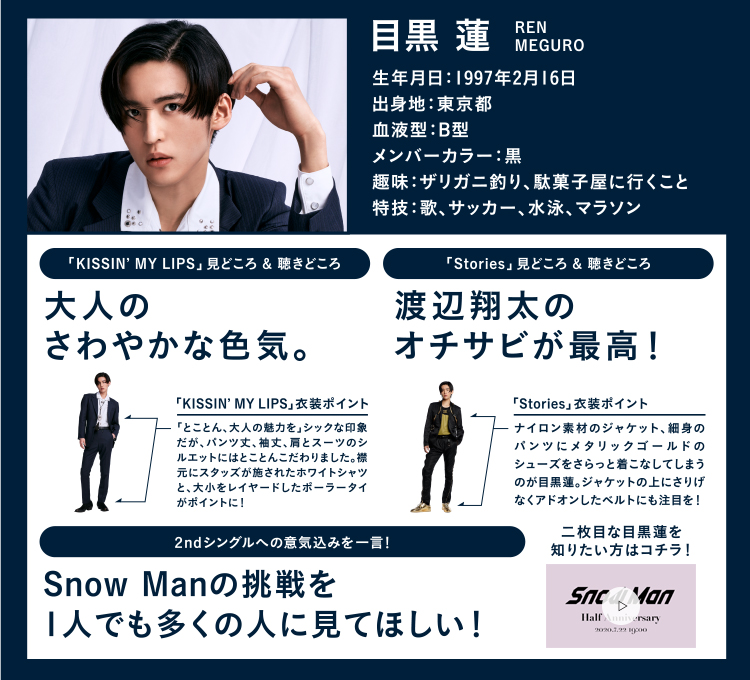 目黒 蓮
REN
MEGURO
生年月日：1997年2月16日
出身地：東京都
血液型：B型
メンバーカラー：黒
趣味：ザリガニ釣り、駄菓子屋に行くこと
特技：歌、サッカー、水泳、マラソン
「KISSIN’ MY LIPS」見どころ & 聴きどころ
大人の
さわやかな色気。
「KISSIN’ MY LIPS」衣装ポイント
「とことん、大人の魅力を」シックな印象
だが、パンツ丈、袖丈、肩とスーツのシ
ルエットにはとことんこだわりました。襟
元にスタッズが施されたホワイトシャツ
と、大小をレイヤードしたポーラータイ
がポイントに！
「Stories」見どころ & 聴きどころ
渡辺翔太の
オチサビが最高！
「Stories」衣装ポイント
ナイロン素材のジャケット、細身の
パンツにメタリックゴールドの
シューズをさらっと着こなしてしまう
のが目黒蓮。ジャケットの上にさりげ
なくアドオンしたベルトにも注目を！
2ndシングルへの意気込みを一言！
Snow Manの挑戦を
1人でも多くの人に見てほしい！
二枚目な目黒蓮を
知りたい方はコチラ！
Snow Man
Half Anniversary
2020.7.22 19:00